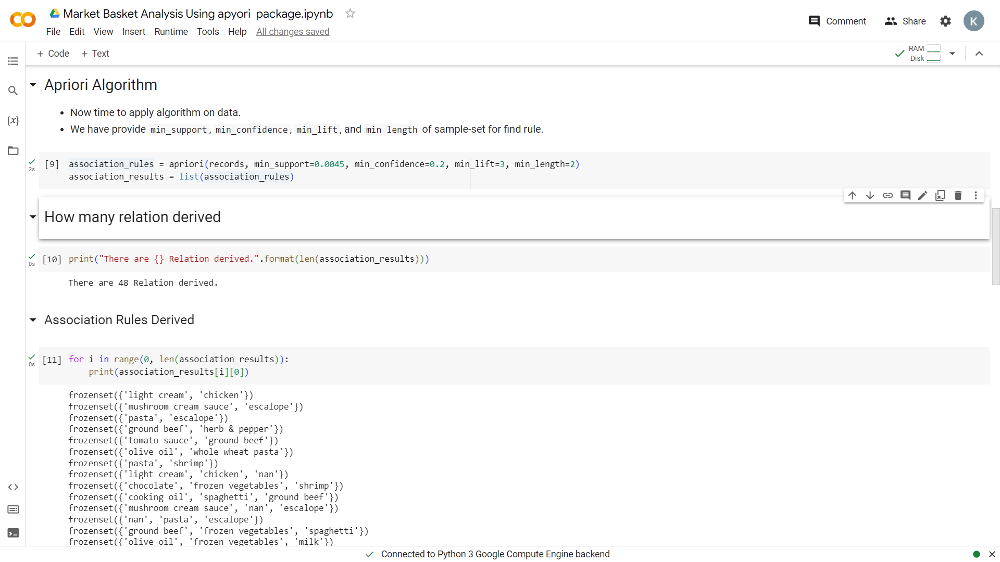 Market Basket Analysis Using apyori  package.ipynb
File Edit View Insert Runtime Tools Help All changes saved
Comment Share K
+ Code + Text
RAM
Disk
{x}
Apriori Algorithm
• Now time to apply algorithm on data.
• We have provide min_support, min_confidence, min_lift, and min length of sample-set for find rule.
[9] association_rules = apriori(records, min_support=0.0045, min_confidence=0.2, min_lift=3, min_length=2)
2s
association_results = list(association_rules)
How many relation derived
[10] print("There are {} Relation derived.".format(len(association_results)))
0s
There are 48 Relation derived.
Association Rules Derived
[11] for i in range(0, len(association_results)):
0s
print(association_results[i][0])
frozenset({'light cream', 'chicken'})
frozenset({'mushroom cream sauce', 'escalope'})
frozenset({'pasta', 'escalope'})
frozenset({'ground beef', 'herb & pepper'})
frozenset({'tomato sauce', 'ground beef'})
frozenset({'olive oil', 'whole wheat pasta'})
frozenset({'pasta', 'shrimp'})
frozenset({'light cream', 'chicken', 'nan'})
frozenset({'chocolate', 'frozen vegetables', 'shrimp'})
frozenset({'cooking oil', 'spaghetti', 'ground beef'})
frozenset({'mushroom cream sauce', 'nan', 'escalope'})
frozenset({'nan', 'pasta', 'escalope'})
frozenset({'ground beef', 'frozen vegetables', 'spaghetti'})
frozenset({'olive oil', 'frozen vegetables', 'milk'})
Connected to Python 3 Google Compute Engine backend